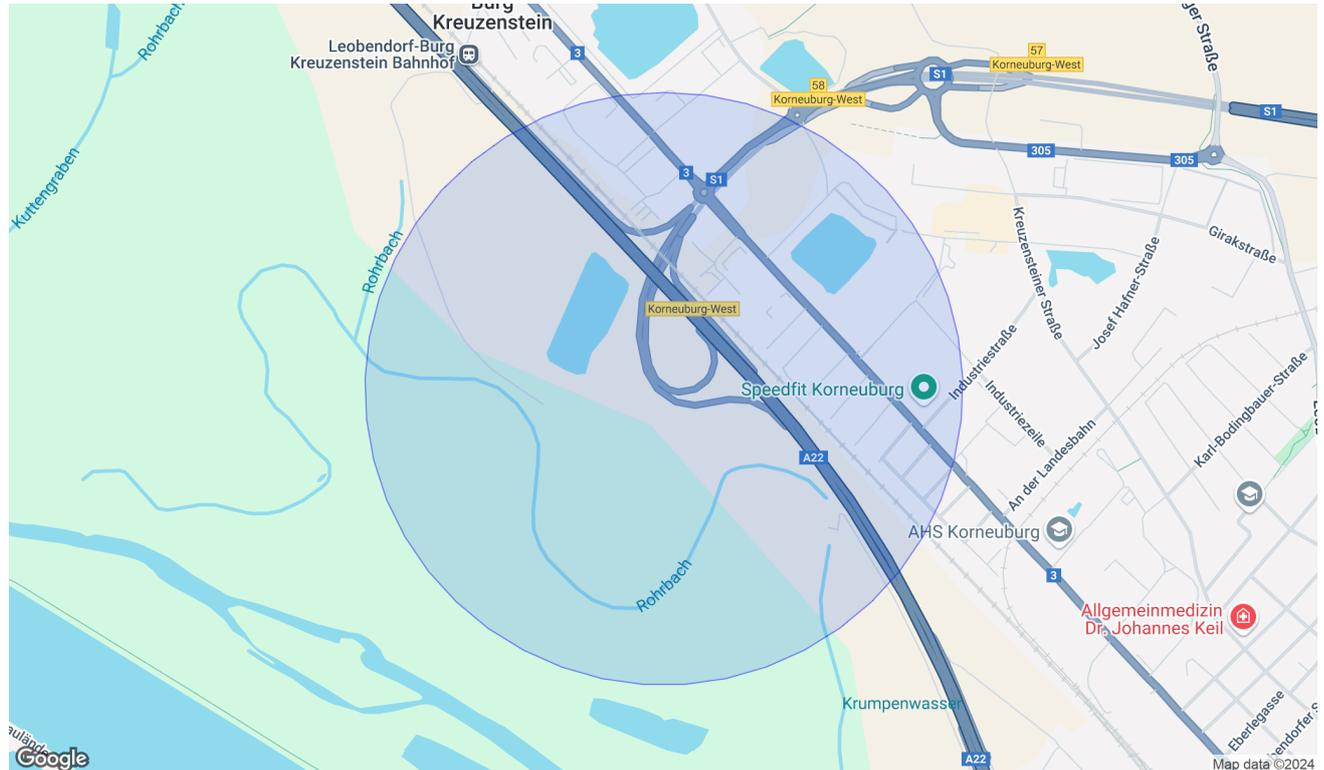 Burg
Kreuzenstein
Leobendorf-Burg
Kreuzenstein Bahnhof
Rohrbach
Kuttengraben
3
58
Korneuburg-West
S1
57
Korneuburg-West
S1
305
305
3
S1
Rohrbach
Korneuburg-West
Kreuzensteiner Straße
Josef Hafner-Straße
Girakstraße
Speedfit Korneuburg
Industriestraße
Industriezeile
An der Landesbahn
Karl-Bodingbauer-Straße
A22
AHS Korneuburg
3
Rohrbach
Allgemeinmedizin
Dr. Johannes Keil
Krumpenwasser
Eberlegasse
A22
Google
Map data ©2024